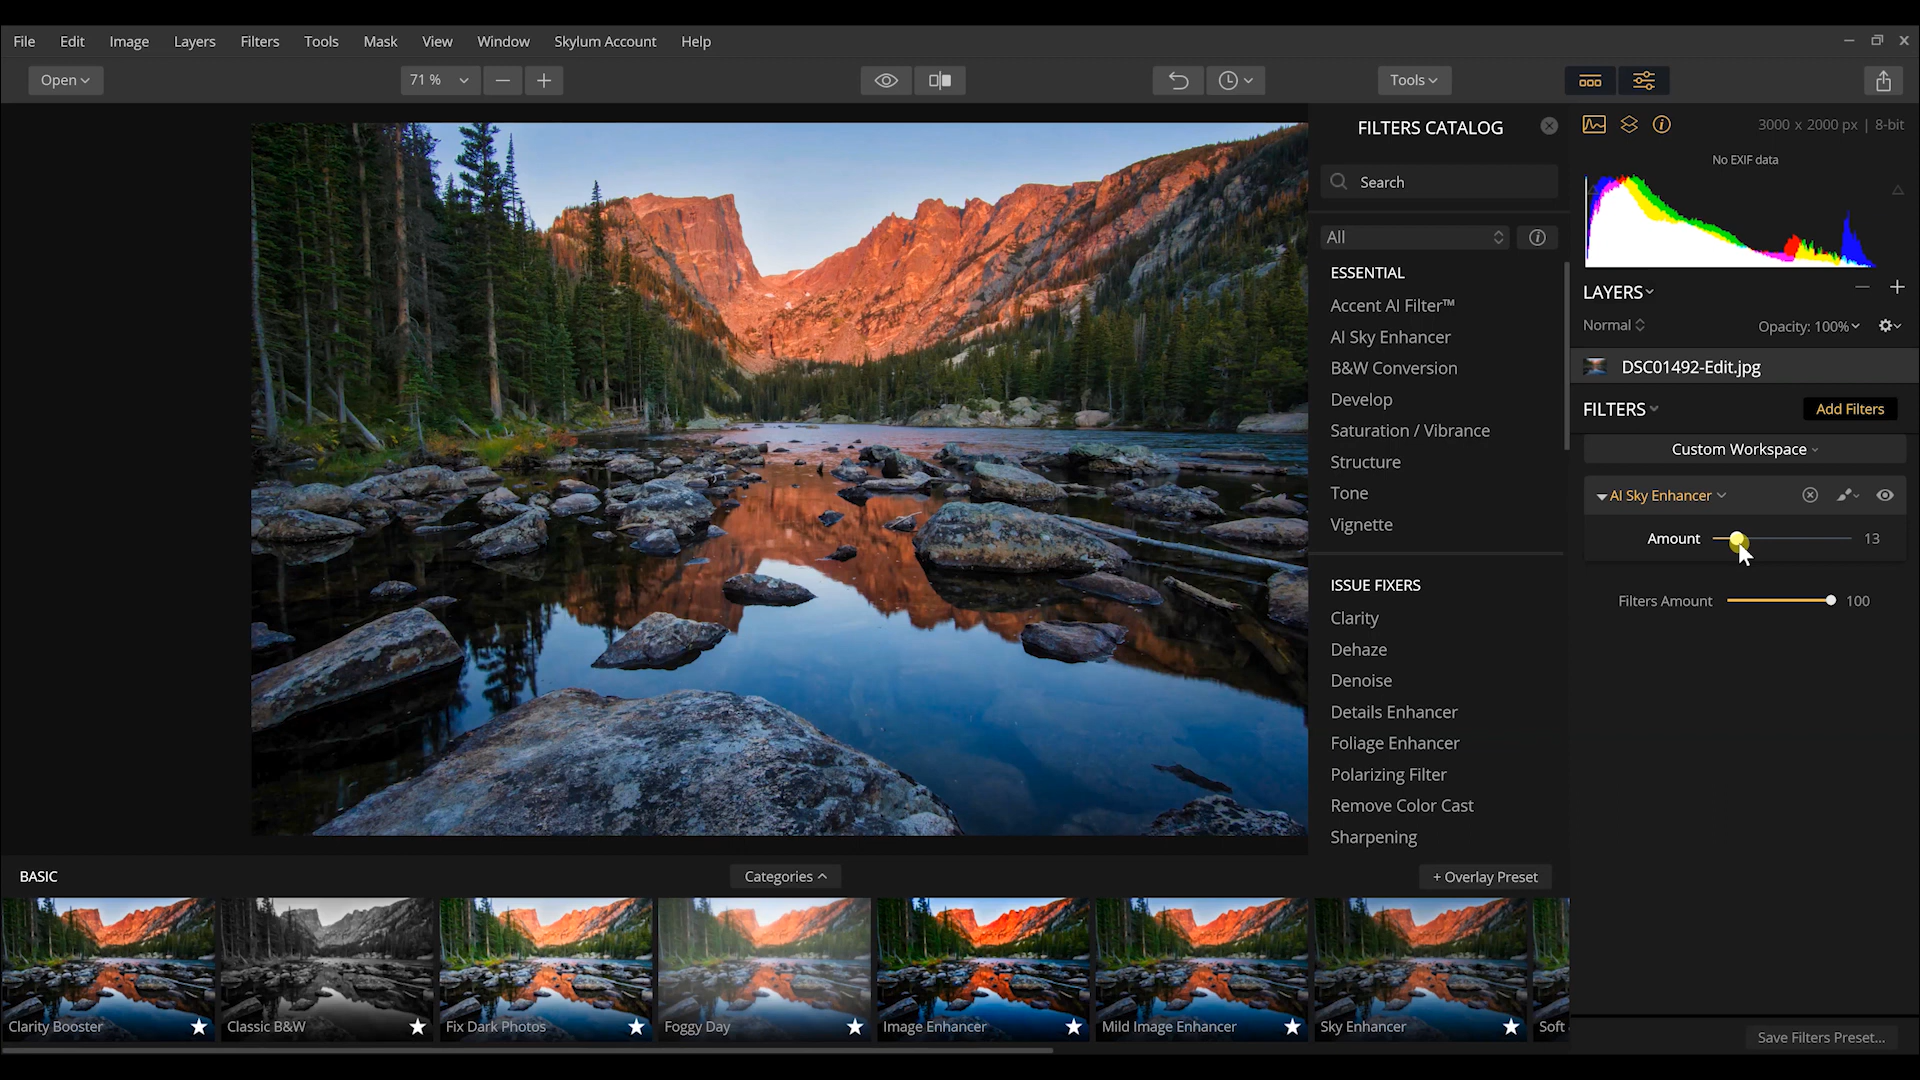 File Edit Image Layers Filters Tools Mask View Window Skylum Account Help
Open 71 % Tools
FILTERS CATALOG
Search
All
ESSENTIAL
Accent AI Filter™
AI Sky Enhancer
B&W Conversion
Develop
Saturation / Vibrance
Structure
Tone
Vignette
ISSUE FIXERS
Clarity
Dehaze
Denoise
Details Enhancer
Foliage Enhancer
Polarizing Filter
Remove Color Cast
Sharpening
3000 x 2000 px | 8-bit
No EXIF data
LAYERS
Normal Opacity: 100%
DSC01492-Edit.jpg
FILTERS Add Filters
Custom Workspace
AI Sky Enhancer
Amount 13
Filters Amount 100
BASIC Categories + Overlay Preset
Clarity Booster Classic B&W Fix Dark Photos Foggy Day Image Enhancer Mild Image Enhancer Sky Enhancer Soft
Save Filters Preset...